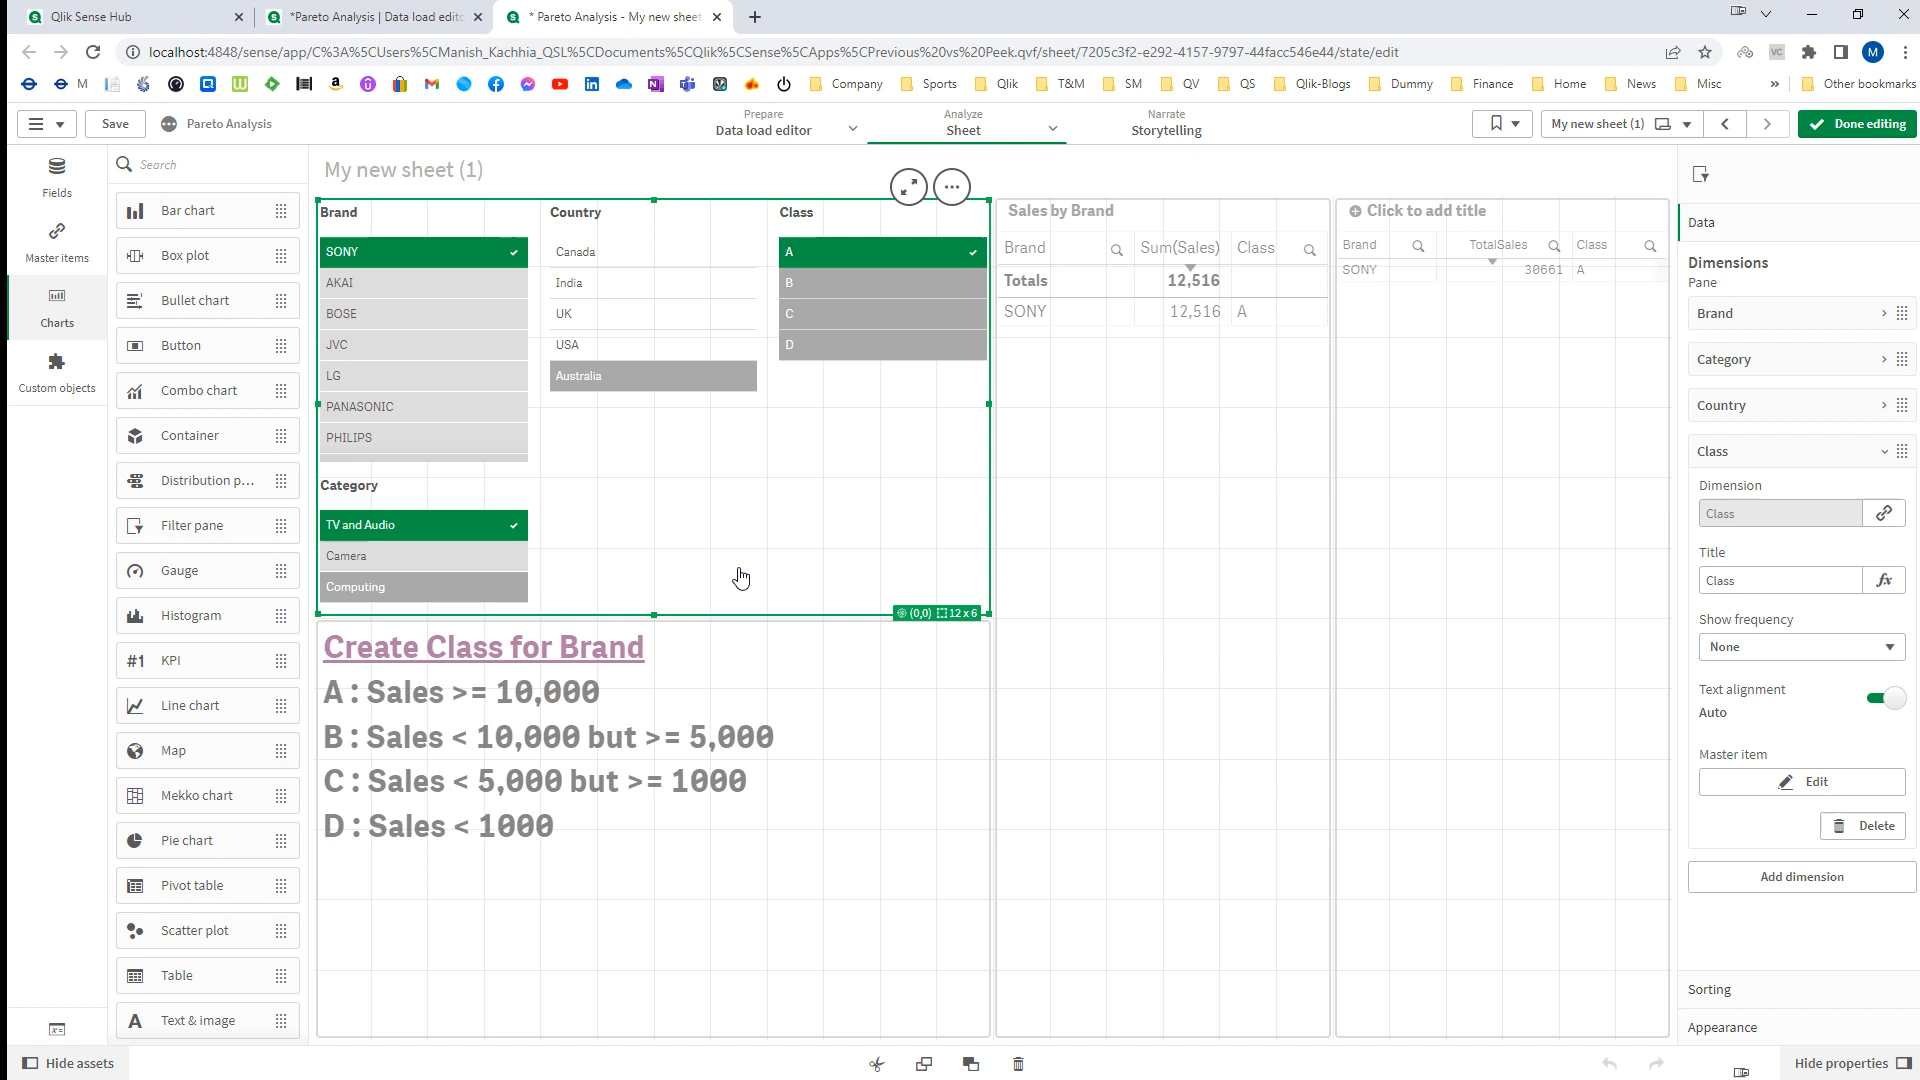 Qlik Sense Hub
*Pareto Analysis | Data load edito
* Pareto Analysis - My new sheet
localhost:4848/sense/app/C%3A%5CUsers%5CManish_Kachhia_QSL%5CDocuments%5CQlik%5CSense%5CApps%5CPrevious%20vs%20Peek.qvf/sheet/7205c3f2-e292-4157-9797-44facc546e44/state/edit
M
M
Company
Sports
Qlik
T&M
SM
QV
QS
Qlik-Blogs
Dummy
Finance
Home
News
Misc
»
Other bookmarks
Save
Pareto Analysis
Prepare
Data load editor
Analyze
Sheet
Narrate
Storytelling
My new sheet (1)
Done editing
Fields
Master items
Charts
Custom objects
Search
Bar chart
Box plot
Bullet chart
Button
Combo chart
Container
Distribution p...
Filter pane
Gauge
Histogram
#1 KPI
Line chart
Map
Mekko chart
Pie chart
Pivot table
Scatter plot
Table
A Text & image
My new sheet (1)
Brand
SONY
AKAI
BOSE
JVC
LG
PANASONIC
PHILIPS
Country
Canada
India
UK
USA
Australia
Class
A
B
C
D
Category
TV and Audio
Camera
Computing
(0,0) 12 x 6
Create Class for Brand
A : Sales >= 10,000
B : Sales < 10,000 but >= 5,000
C : Sales < 5,000 but >= 1000
D : Sales < 1000
Sales by Brand
Brand Sum(Sales) Class
Totals 12,516
SONY 12,516 A
Click to add title
Brand TotalSales Class
SONY 30661 A
Data
Dimensions
Pane
Brand
Category
Country
Class
Dimension
Class
Title
Class
fx
Show frequency
None
Text alignment
Auto
Master item
Edit
Delete
Add dimension
Sorting
Appearance
Hide assets
Hide properties